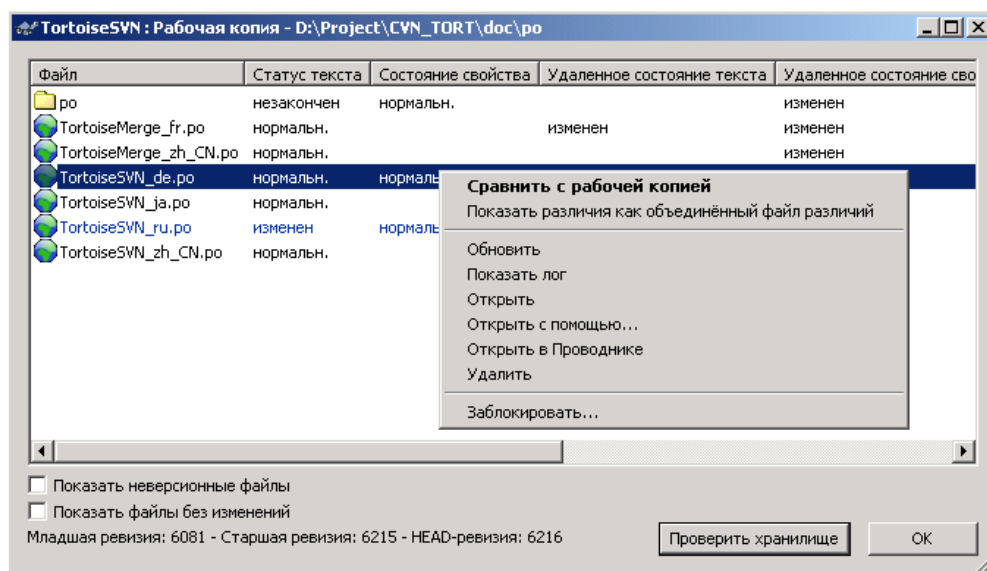 TortoiseSVN : Рабочая копия - D:\Project\CVN_TORT\doc\po
Файл Статус текста Состояние свойства Удаленное состояние текста Удаленное состояние сво
po незакончен нормальн. изменен
TortoiseMerge_fr.po нормальн. изменен изменен
TortoiseMerge_zh_CN.po нормальн. изменен
TortoiseSVN_de.po нормальн. нормаль
TortoiseSVN_ja.po нормальн.
TortoiseSVN_ru.po изменен нормаль
TortoiseSVN_zh_CN.po нормальн.
Сравнить с рабочей копией
Показать различия как объединённый файл различий
Обновить
Показать лог
Открыть
Открыть с помощью...
Открыть в Проводнике
Удалить
Заблокировать...
Показать неверсионные файлы
Показать файлы без изменений
Младшая ревизия: 6081 - Старшая ревизия: 6215 - HEAD-ревизия: 6216
Проверить хранилище OK